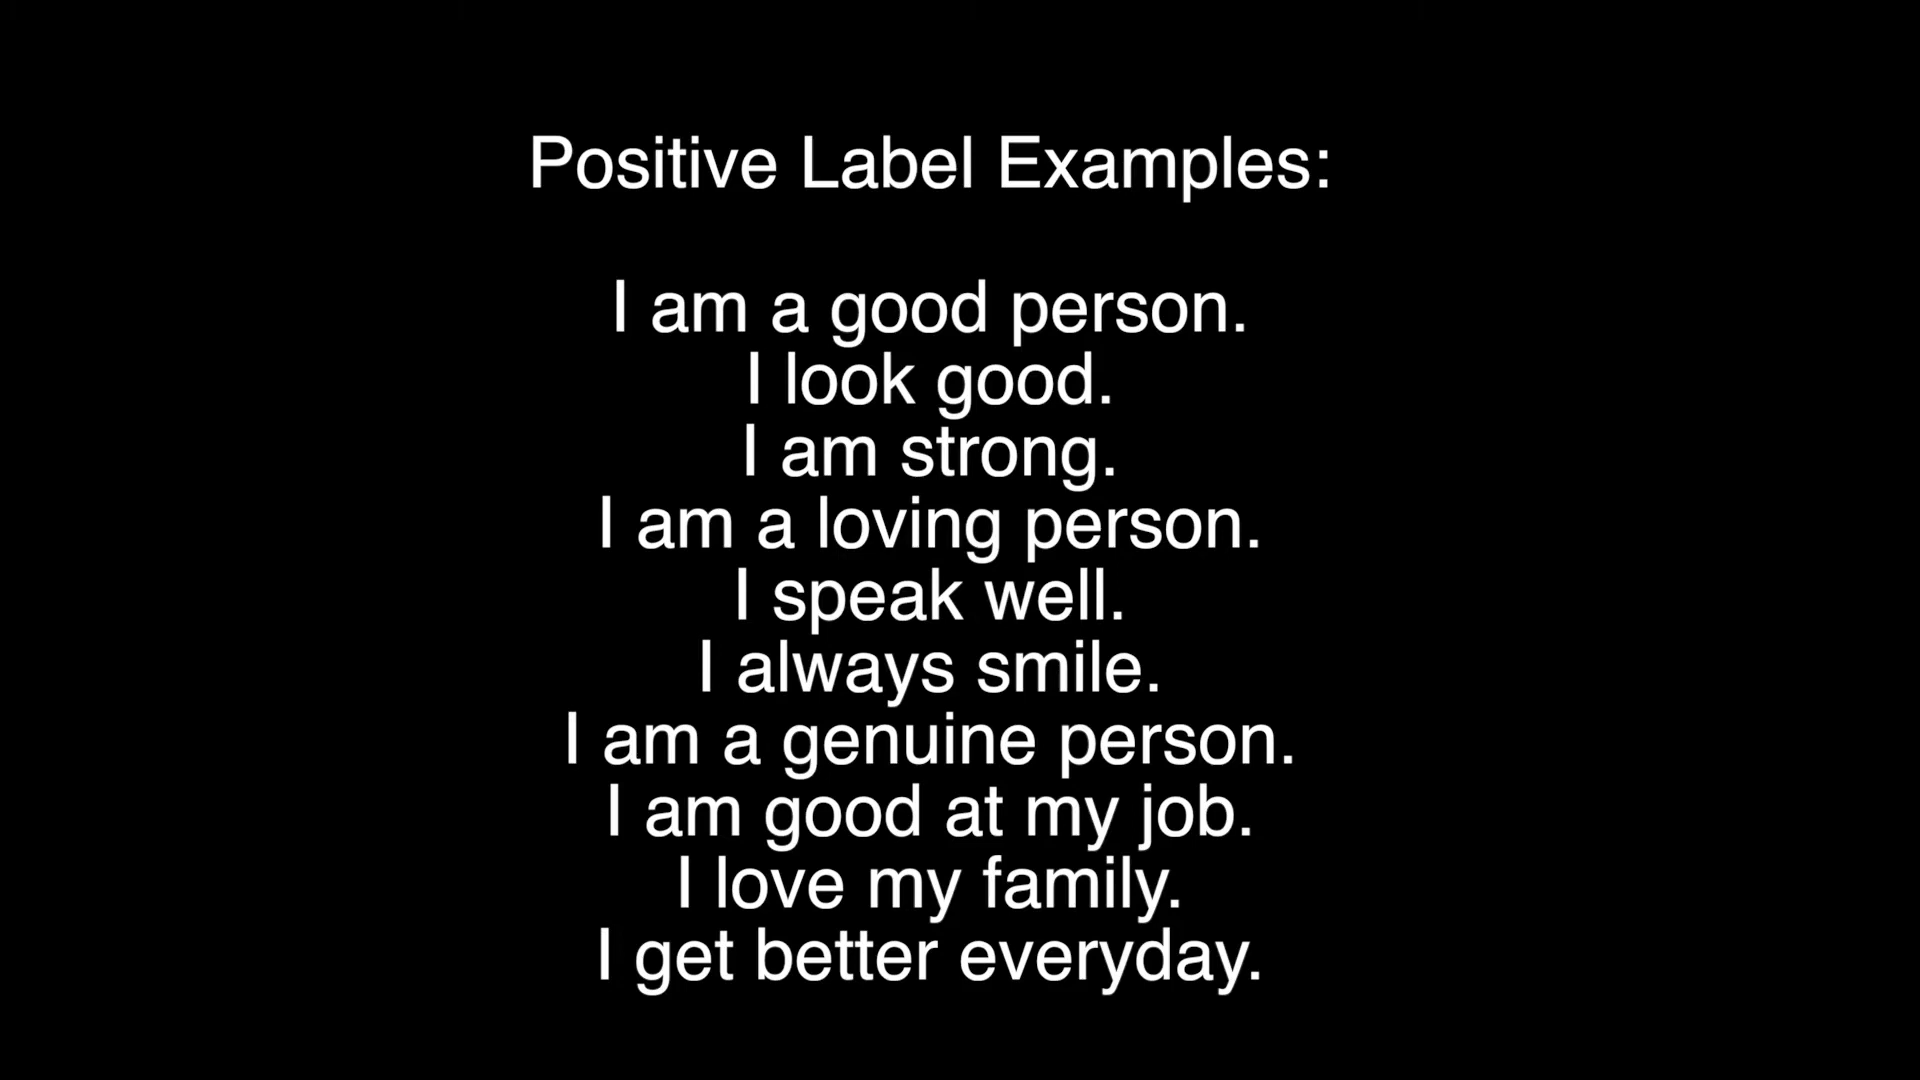 Positive Label Examples:
I am a good person.
I look good.
I am strong.
I am a loving person.
I speak well.
I always smile.
I am a genuine person.
I am good at my job.
I love my family.
I get better everyday.